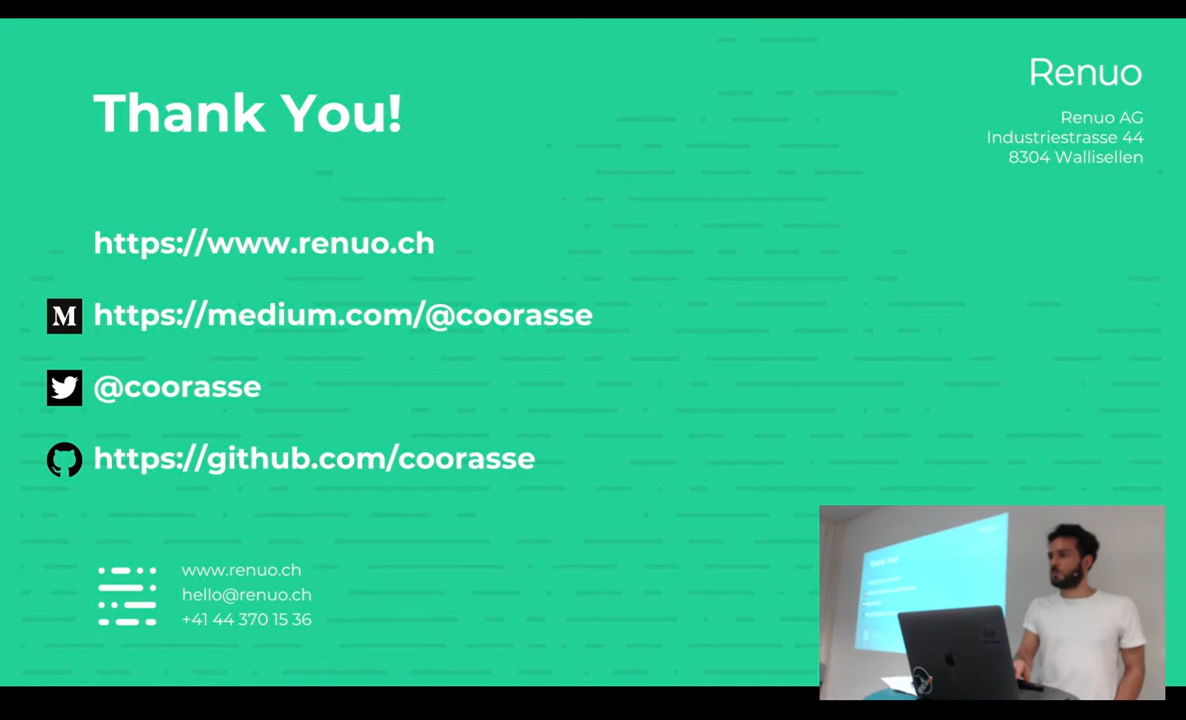 Renuo
Renuo AG
Industriestrasse 44
8304 Wallisellen
Thank You!
https://www.renuo.ch
M https://medium.com/@coorasse
@coorasse
https://github.com/coorasse
www.renuo.ch
hello@renuo.ch
+41 44 370 15 36